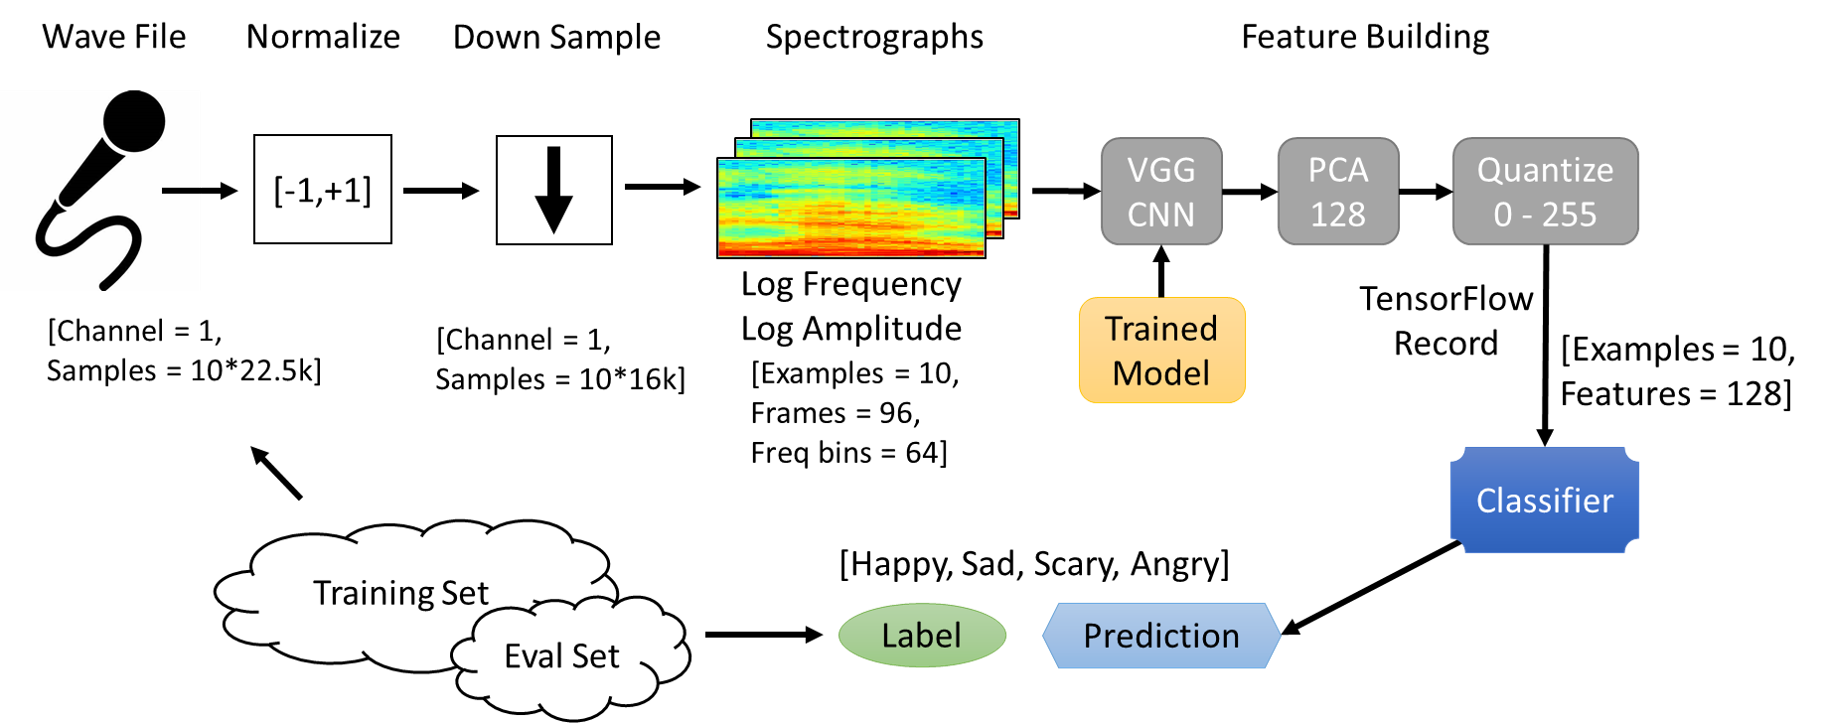 Wave File
Normalize
Down Sample
Spectrographs
Feature Building
[-1,+1]
VGG
CNN
PCA
128
Quantize
0 - 255
[Channel = 1,
Samples = 10*22.5k]
[Channel = 1,
Samples = 10*16k]
Log Frequency
Log Amplitude
[Examples = 10,
Frames = 96,
Freq bins = 64]
Trained
Model
TensorFlow
Record
[Examples = 10,
Features = 128]
Classifier
Training Set
Eval Set
[Happy, Sad, Scary, Angry]
Label
Prediction